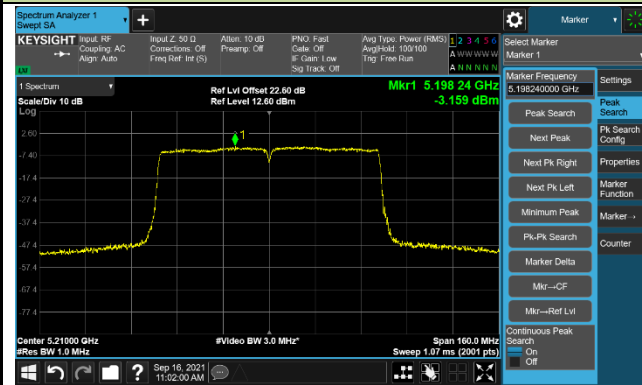 Spectrum Analyzer 1
Swept SA
Marker
KEYSIGHT
Input: RF
Coupling: AC
Align: Auto
Input Z: 50 Ω
Corrections: Off
Freq Ref: Int (S)
Atten: 10 dB
Preamp: Off
PNO: Fast
Gate: Off
IF Gain: Low
Sig Track: Off
Avg Type: Power (RMS)
Avg|Hold: 100/100
Trig: Free Run
1 2 3 4 5 6
A W W W W W
A N N N N N
LXI
Select Marker
Marker 1
1 Spectrum
Scale/Div 10 dB
Log
Ref Lvl Offset 22.60 dB
Ref Level 12.60 dBm
Mkr1 5.198 24 GHz
-3.159 dBm
Marker Frequency
5.198240000 GHz
Settings
Peak Search
Peak
Search
Next Peak
Pk Search
Config
Next Pk Right
Properties
Next Pk Left
Marker
Function
Minimum Peak
Marker→
Pk-Pk Search
Counter
Marker Delta
Mkr→CF
Mkr→Ref Lvl
Continuous Peak
Search
On
Off
1
2.60
-7.40
-17.4
-27.4
-37.4
-47.4
-57.4
-67.4
-77.4
Center 5.21000 GHz
#Res BW 1.0 MHz
#Video BW 3.0 MHz*
Span 160.0 MHz
Sweep 1.07 ms (2001 pts)
?
Sep 16, 2021
11:02:00 AM